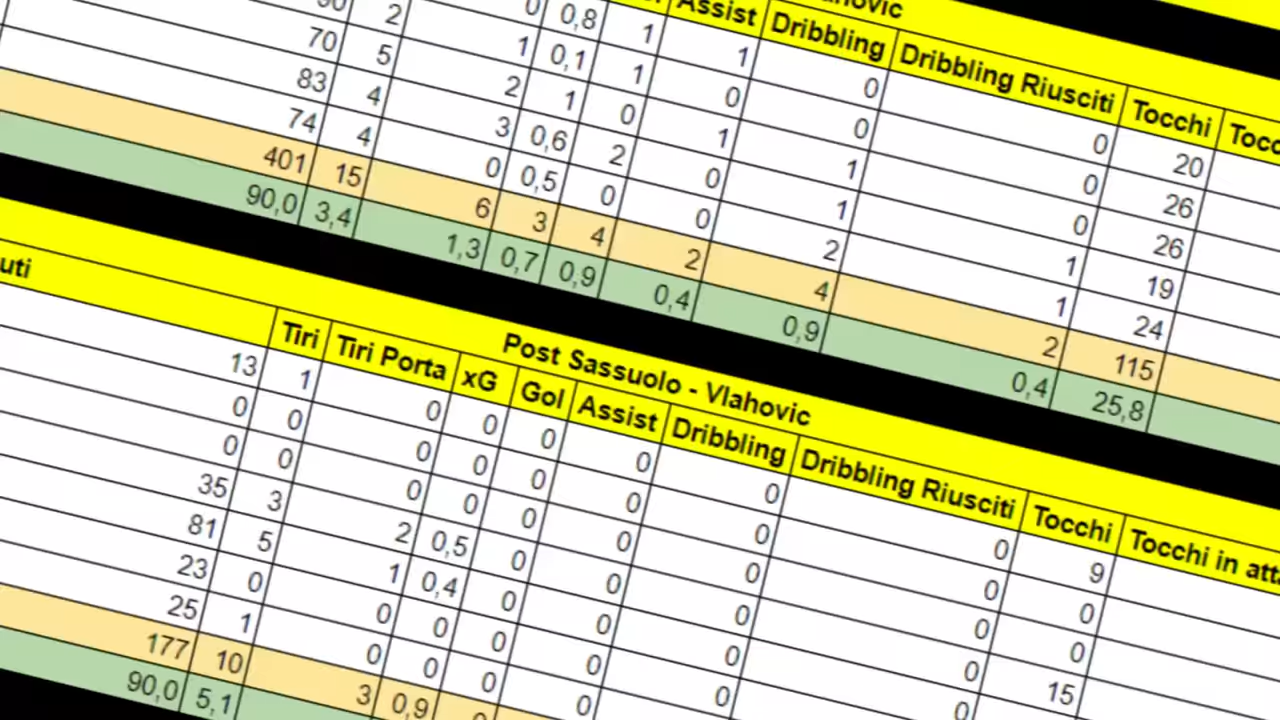 Assist Dribbling Dribbling Riusciti Tocchi
0 0,8 1 1 0 0 20
2 1 0,1 1 0 0 0 26
70 5 2 1 0 1 1 0 26
83 4 3 0,6 2 0 1 1 19
74 4 0 0,5 0 0 2 1 24
401 15 6 3 4 2 4 2 115
90,0 3,4 1,3 0,7 0,9 0,4 0,9 0,4 25,8
Post Sassuolo - Vlahovic
Tiri Tiri Porta xG Gol Assist Dribbling Dribbling Riusciti Tocchi Tocchi in
13 1 0 0 0 0 0 0 9
0 0 0 0 0 0 0 0 0
0 0 0 0 0 0 0 0 0
35 3 2 0,5 0 0 0 0 15
81 5 1 0,4 0 0 0 0
23 0 0 0 0 0 0
25 1 0 0 0 0
177 10 3 0,9
90,0 5,1